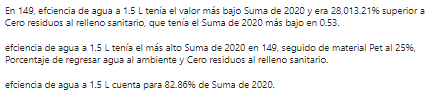 En 149, efciencia de agua a 1.5 L tenía el valor más bajo Suma de 2020 y era 28,013.21% superior a
Cero residuos al relleno sanitario, que tenía el Suma de 2020 más bajo en 0.53.
efciencia de agua a 1.5 L tenía el más alto Suma de 2020 en 149, seguido de material Pet al 25%,
Porcentaje de regresar agua al ambiente y Cero residuos al relleno sanitario.
efciencia de agua a 1.5 L cuenta para 82.86% de Suma de 2020.